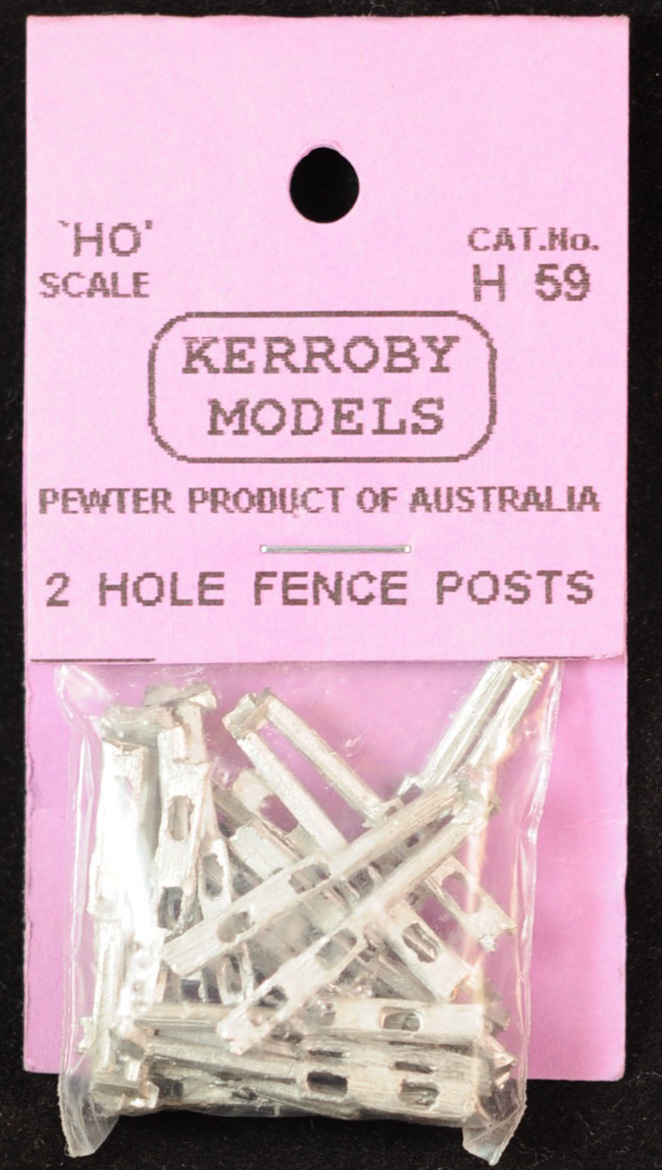 `HO'
SCALE
CAT.No.
H 59
KERROBY
MODELS
PEWTER PRODUCT OF AUSTRALIA
2 HOLE FENCE POSTS